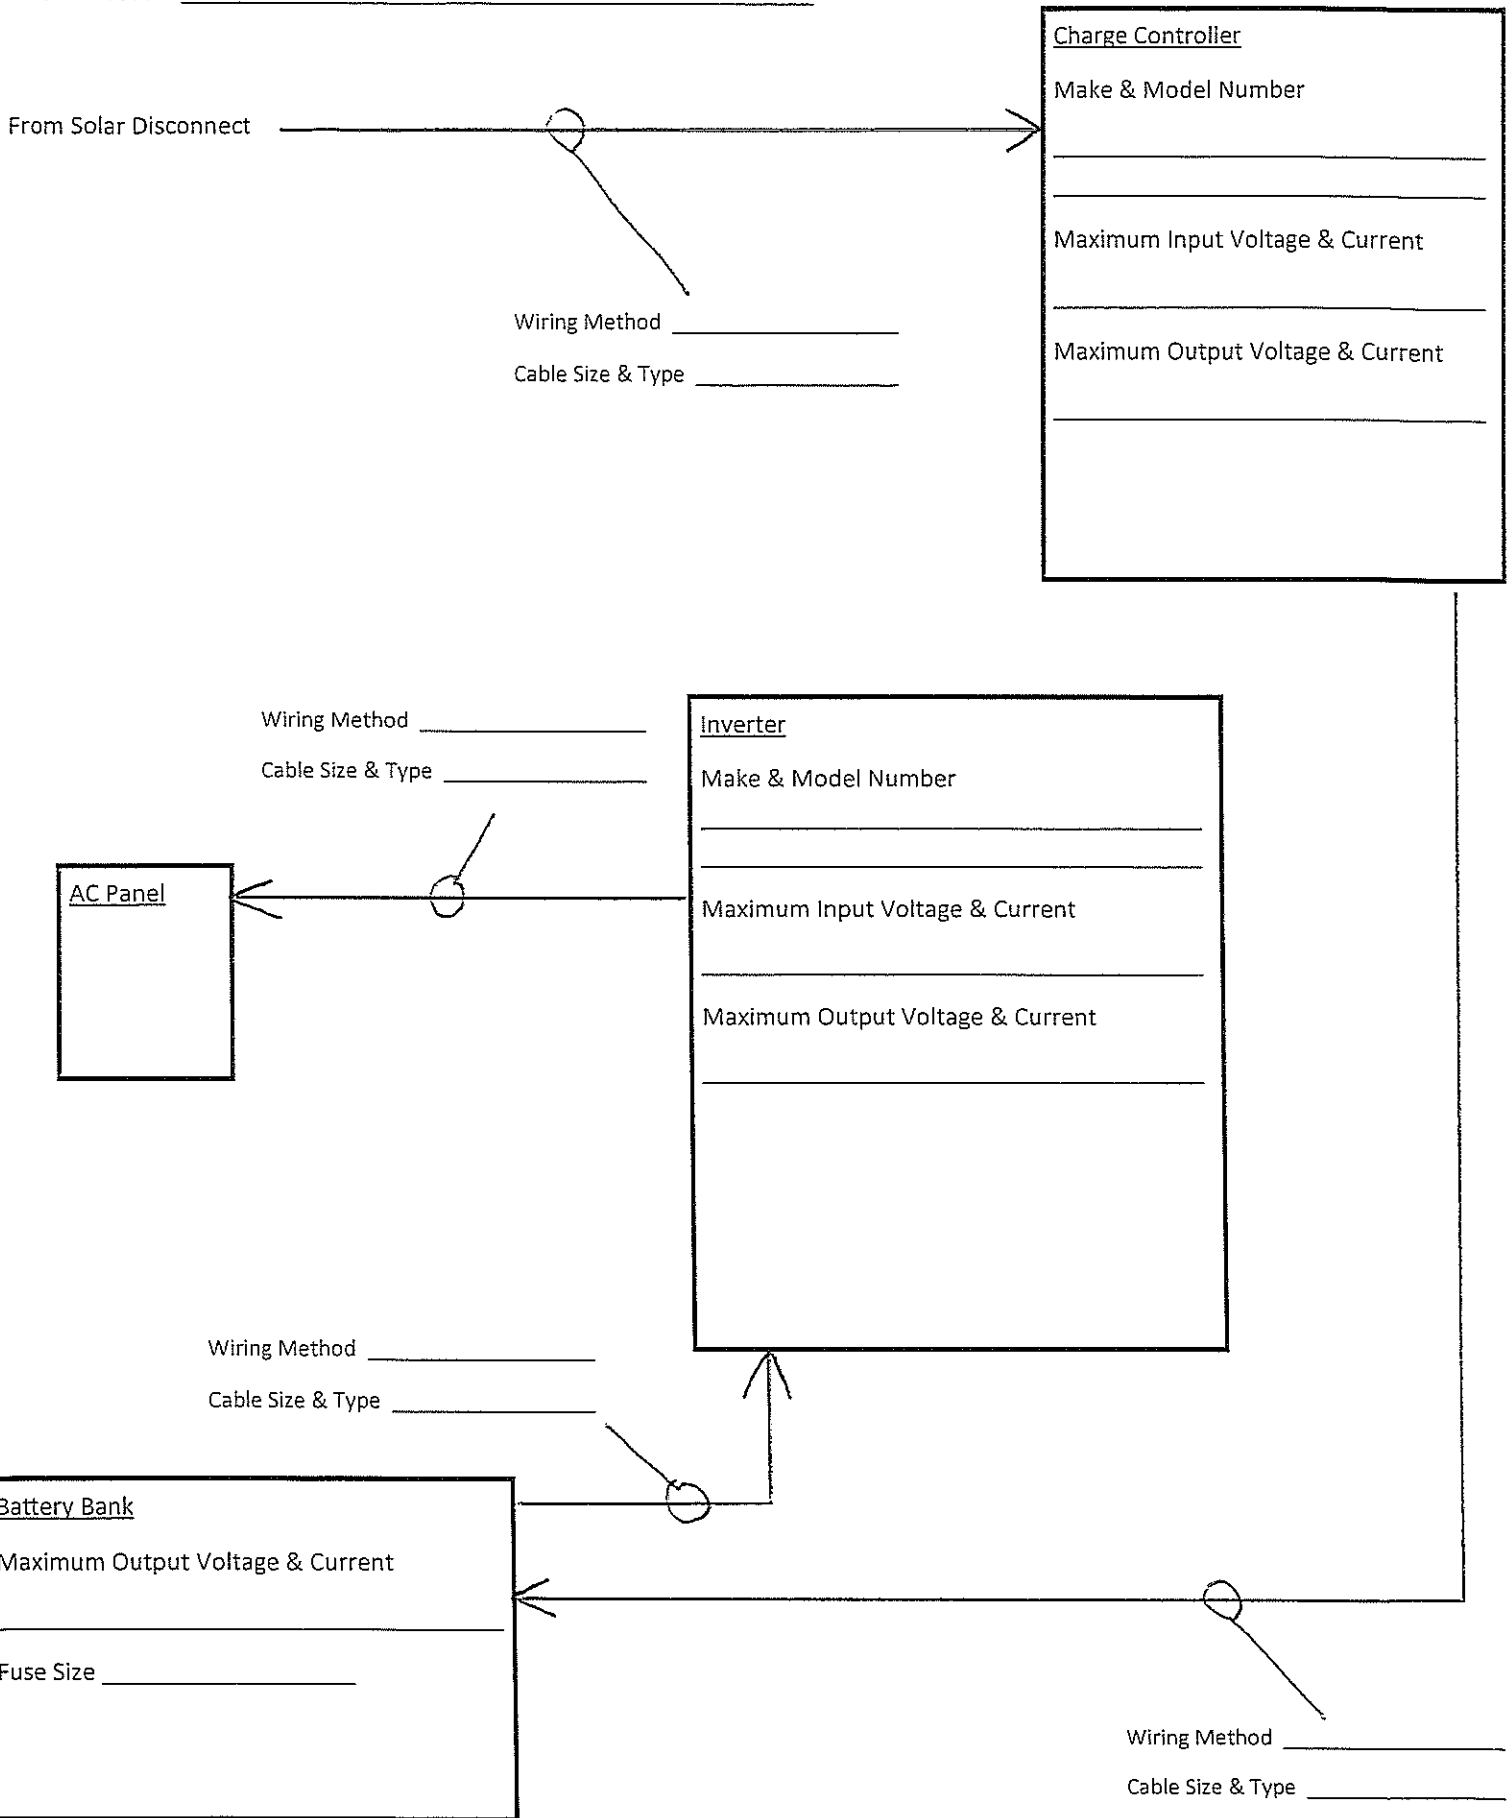 Charge Controller
Make & Model Number
From Solar Disconnect
Maximum Input Voltage & Current
Wiring Method
Maximum Output Voltage & Current
Cable Size & Type
Wiring Method
Inverter
Cable Size & Type
Make & Model Number
AC Panel
Maximum Input Voltage & Current
Maximum Output Voltage & Current
Wiring Method
Cable Size & Type
Battery Bank
Maximum Output Voltage & Current
Fuse Size
Wiring Method
Cable Size & Type